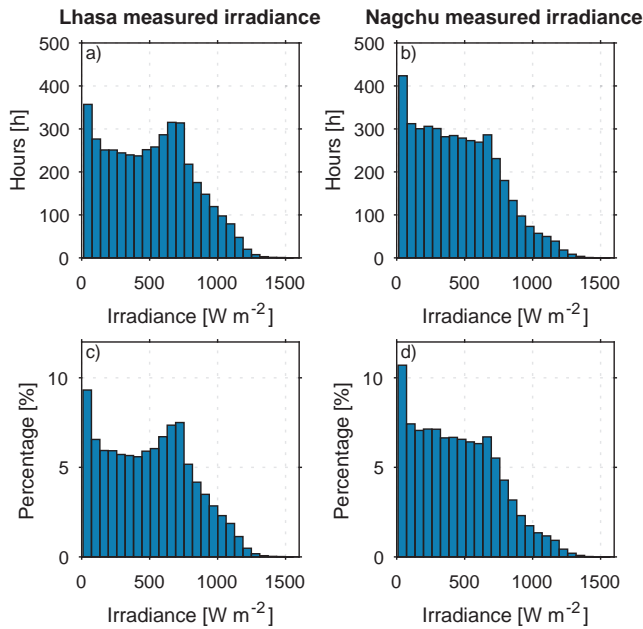 Lhasa measured irradiance
Nagchu measured irradiance
a)
500
400
300
200
100
0
Hours [h]
0 500 1000 1500
Irradiance [W m-2]
b)
500
400
300
200
100
0
Hours [h]
0 500 1000 1500
Irradiance [W m-2]
c)
10
5
0
Percentage [%]
0 500 1000 1500
Irradiance [W m-2]
d)
10
5
0
Percentage [%]
0 500 1000 1500
Irradiance [W m-2]